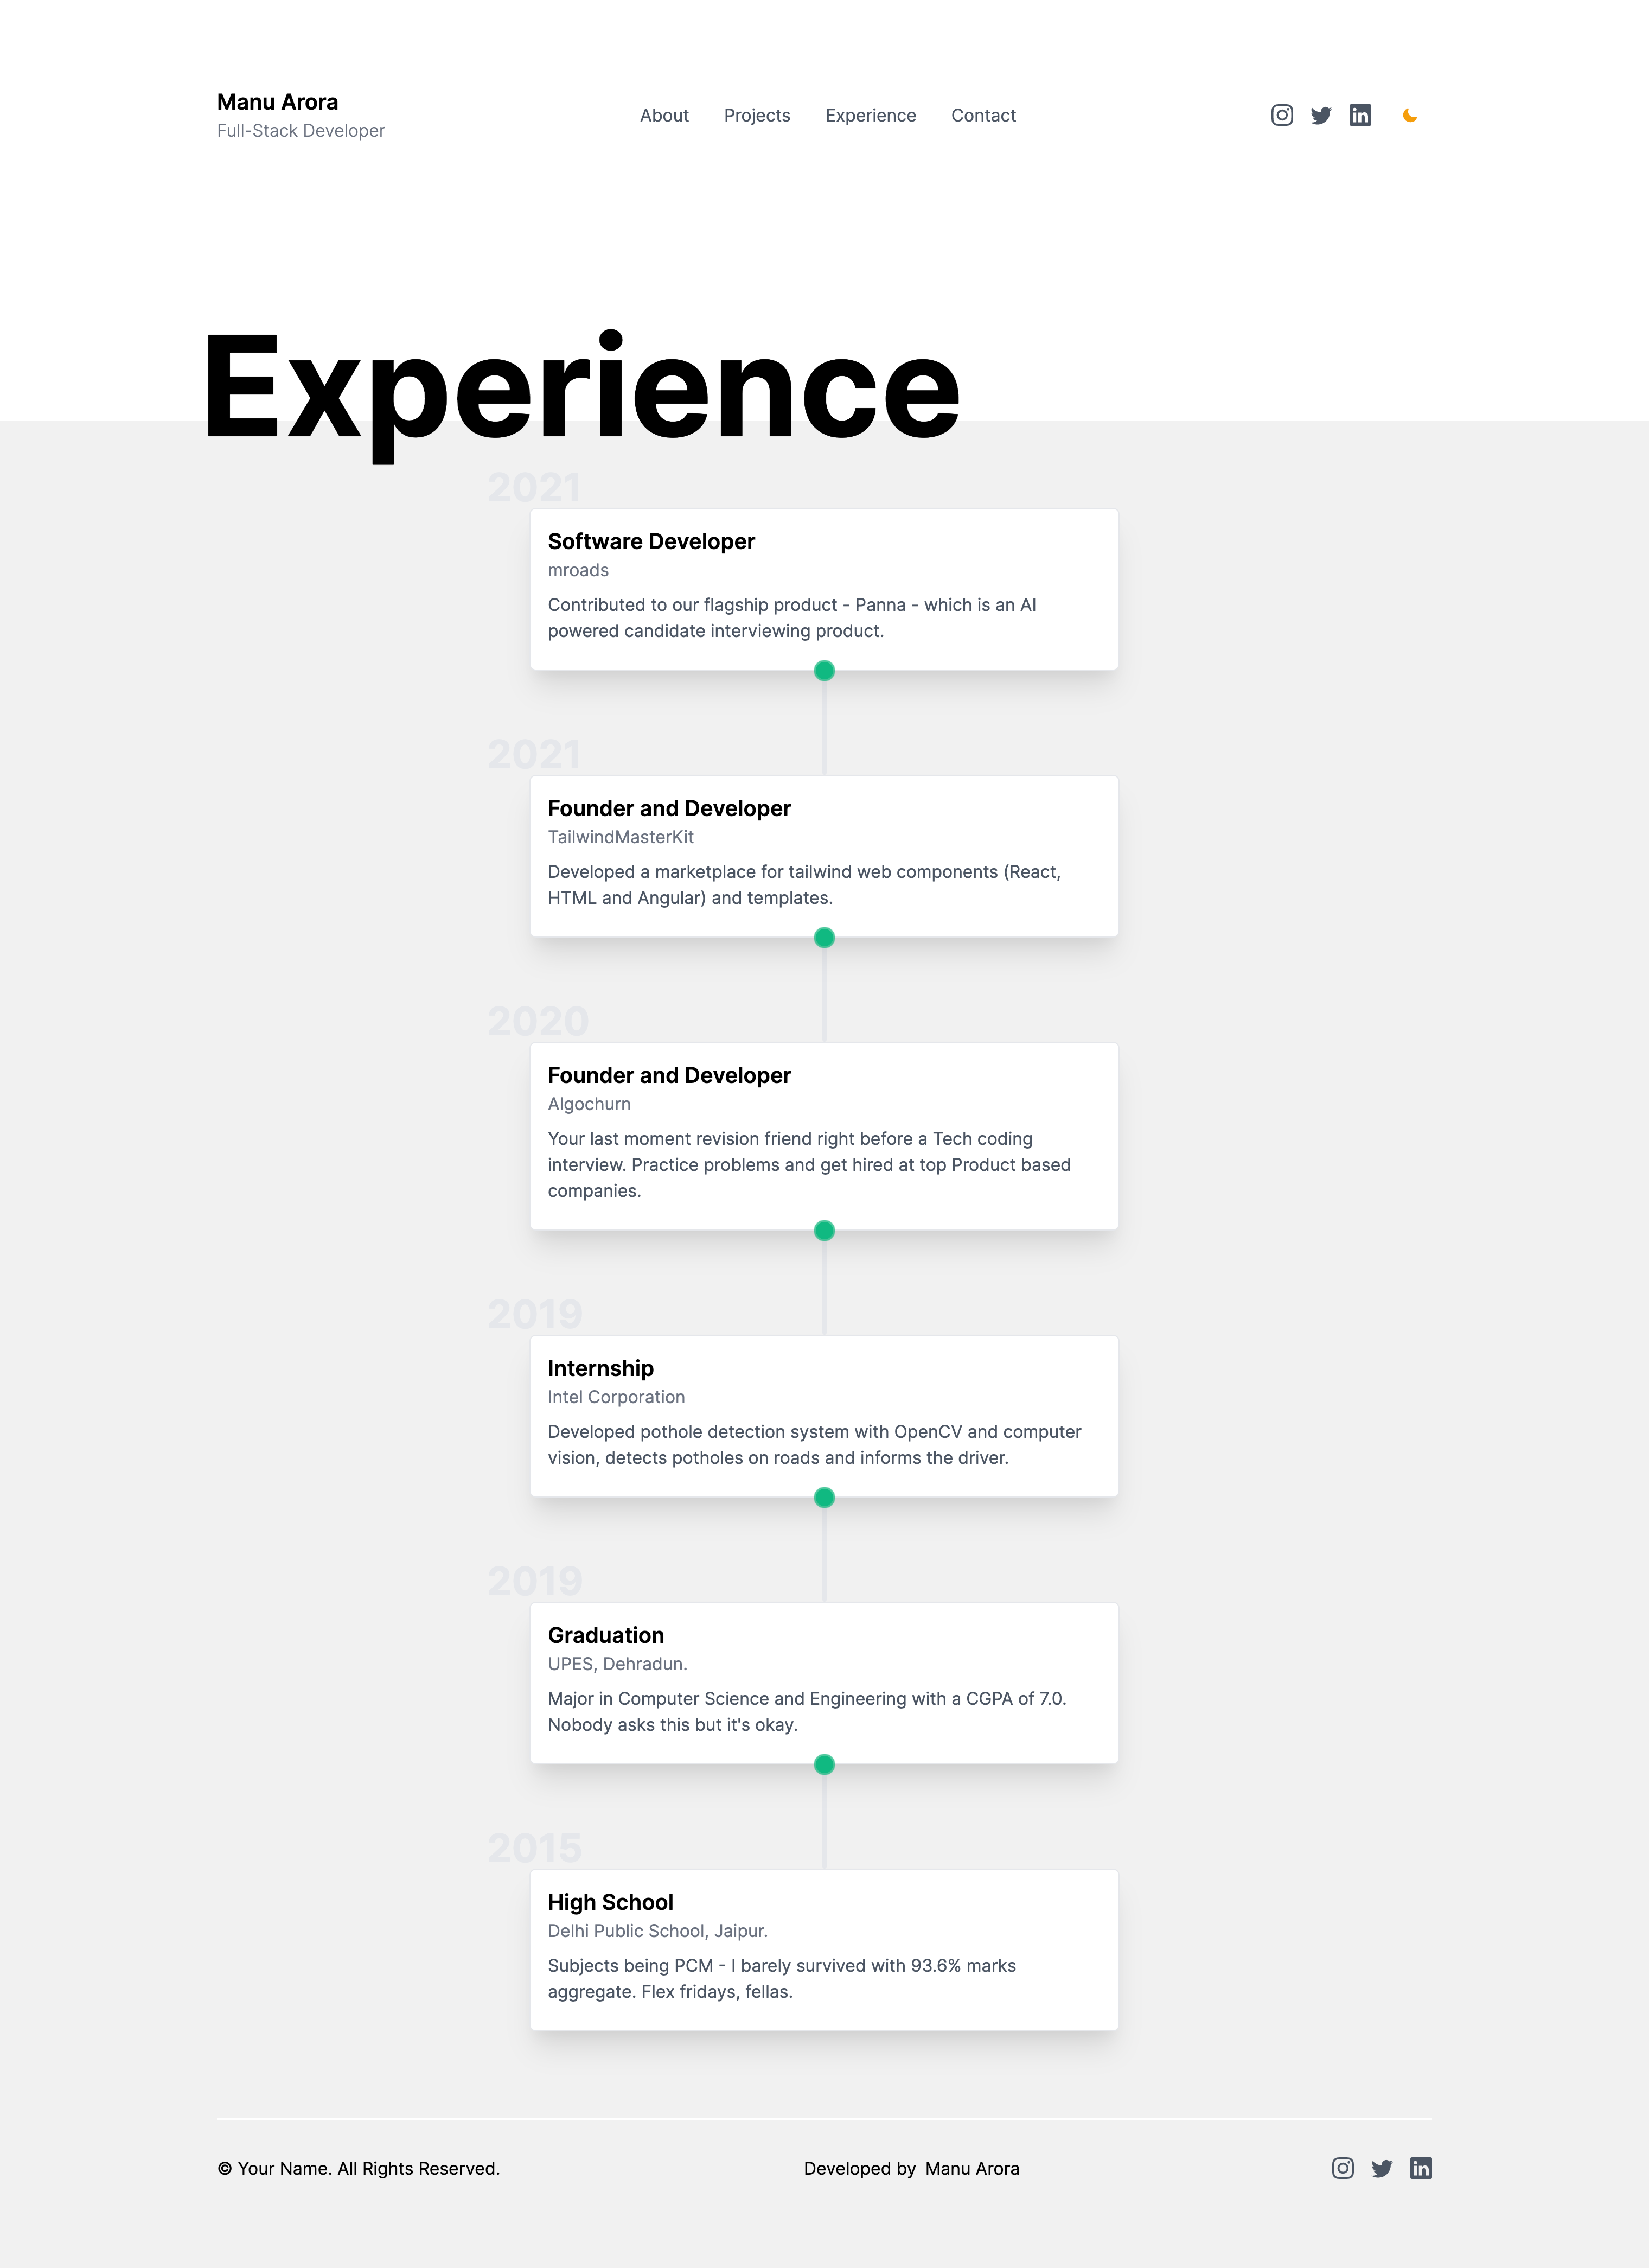 Manu Arora
Full-Stack Developer
About Projects Experience Contact
Experience
2021
Software Developer
mroads
Contributed to our flagship product - Panna - which is an AI
powered candidate interviewing product.
2021
Founder and Developer
TailwindMasterKit
Developed a marketplace for tailwind web components (React,
HTML and Angular) and templates.
2020
Founder and Developer
Algochurn
Your last moment revision friend right before a Tech coding
interview. Practice problems and get hired at top Product based
companies.
2019
Internship
Intel Corporation
Developed pothole detection system with OpenCV and computer
vision, detects potholes on roads and informs the driver.
2019
Graduation
UPES, Dehradun.
Major in Computer Science and Engineering with a CGPA of 7.0.
Nobody asks this but it's okay.
2015
High School
Delhi Public School, Jaipur.
Subjects being PCM - I barely survived with 93.6% marks
aggregate. Flex fridays, fellas.
© Your Name. All Rights Reserved.
Developed by Manu Arora